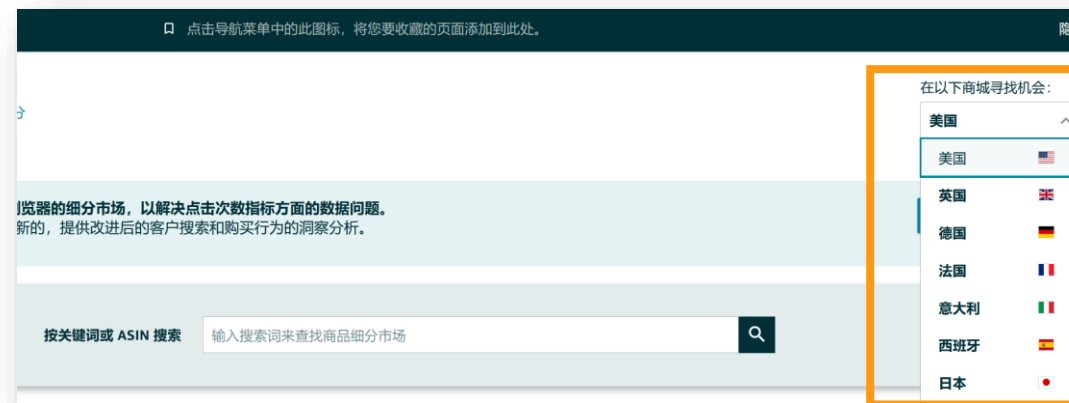 点击导航菜单中的此图标，将您要收藏的页面添加到此处。
隐
在以下商城寻找机会：
分
美国
美国
英国
览器的细分市场，以解决点击次数指标方面的数据问题。
新的，提供改进后的客户搜索和购买行为的洞察分析。
德国
法国
意大利
按关键词或 ASIN 搜索
输入搜索词来查找商品细分市场
西班牙
日本